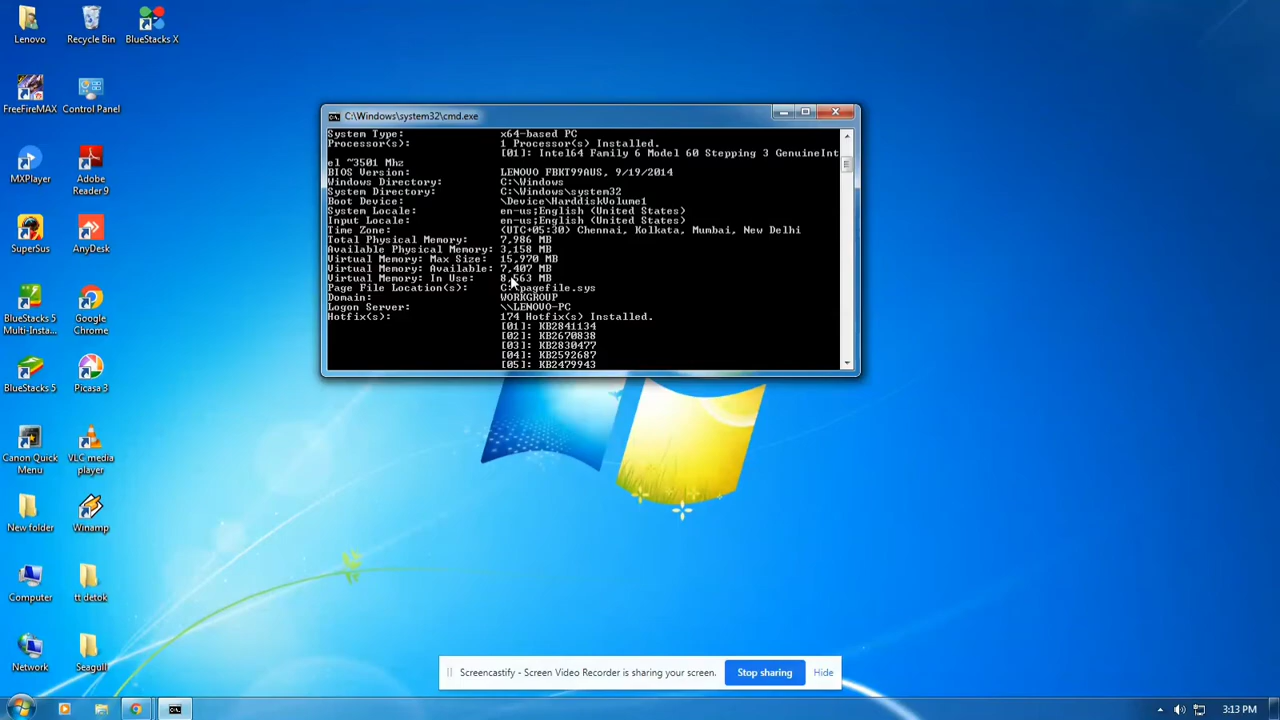 Lenovo
Recycle Bin
BlueStacks X
FreeFireMAX
Control Panel
MXPlayer
Adobe
Reader 9
SuperSus
AnyDesk
BlueStacks 5
Multi-Insta...
Google
Chrome
BlueStacks 5
Picasa 3
Canon Quick
Menu
VLC media
player
New folder
Winamp
Computer
tt detok
Network
Seagull
C:\Windows\system32\cmd.exe
System Type: x64-based PC
Processor(s): 1 Processor(s) Installed.
[01]: Intel64 Family 6 Model 60 Stepping 3 GenuineInt
el ~3501 Mhz
BIOS Version: LENOVO FBKT99AUS, 9/19/2014
Windows Directory: C:\Windows
System Directory: C:\Windows\system32
Boot Device: \Device\HarddiskVolume1
System Locale: en-us;English (United States)
Input Locale: en-us;English (United States)
Time Zone: (UTC+05:30) Chennai, Kolkata, Mumbai, New Delhi
Total Physical Memory: 7,986 MB
Available Physical Memory: 3,158 MB
Virtual Memory: Max Size: 15,970 MB
Virtual Memory: Available: 7,407 MB
Virtual Memory: In Use: 8,563 MB
Page File Location(s): C:\pagefile.sys
Domain: WORKGROUP
Logon Server: \\LENOVO-PC
Hotfix(s): 174 Hotfix(s) Installed.
[01]: KB2841134
[02]: KB2670838
[03]: KB2830477
[04]: KB2592687
[05]: KB2479943
Screencastify - Screen Video Recorder is sharing your screen.
Stop sharing
Hide
3:13 PM